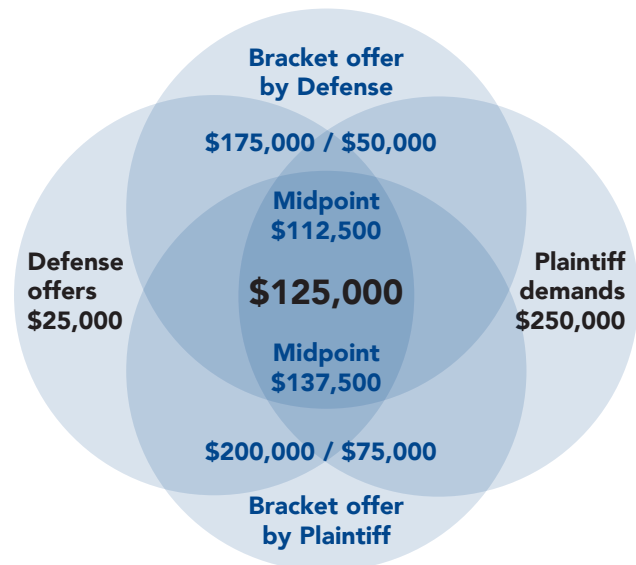 Bracket offer
by Defense
$175,000 / $50,000
Midpoint
$112,500
Defense
offers
$25,000
$125,000
Plaintiff
demands
$250,000
Midpoint
$137,500
$200,000 / $75,000
Bracket offer
by Plaintiff